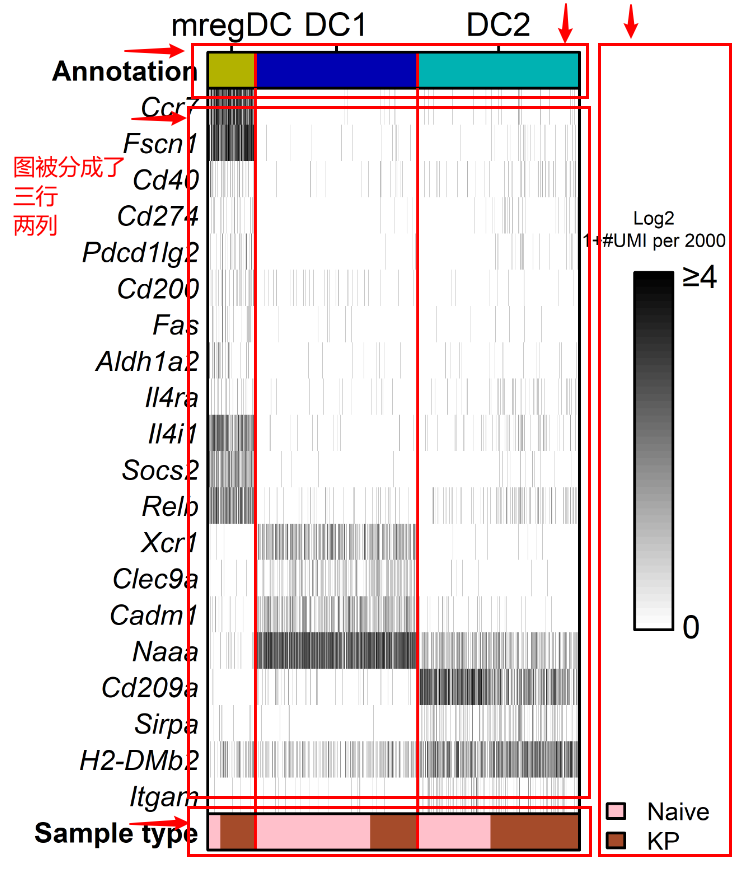 mregDC DC1 DC2
Annotation
Ccr7
Fscn1
图被分成了
三行
两列
Cd40
Cd274
Pdcd1lg2
Cd200
Fas
Aldh1a2
Il4ra
Il4i1
Socs2
Relb
Xcr1
Clec9a
Cadm1
Naaa
Cd209a
Sirpa
H2-DMb2
Itgam
Sample type
Log2
1+#UMI per 2000
≥4
0
Naive
KP